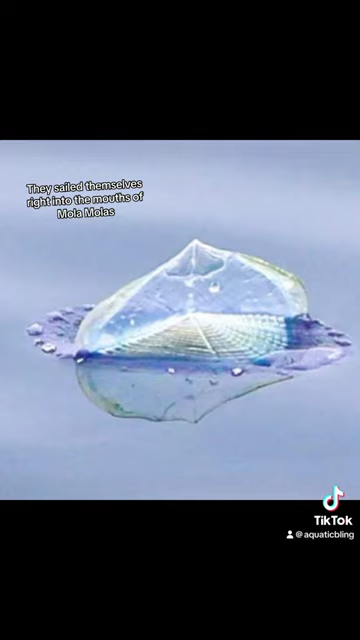 They sailed themselves
right into the mouths of
Mola Molas
TikTok
@aquaticbling